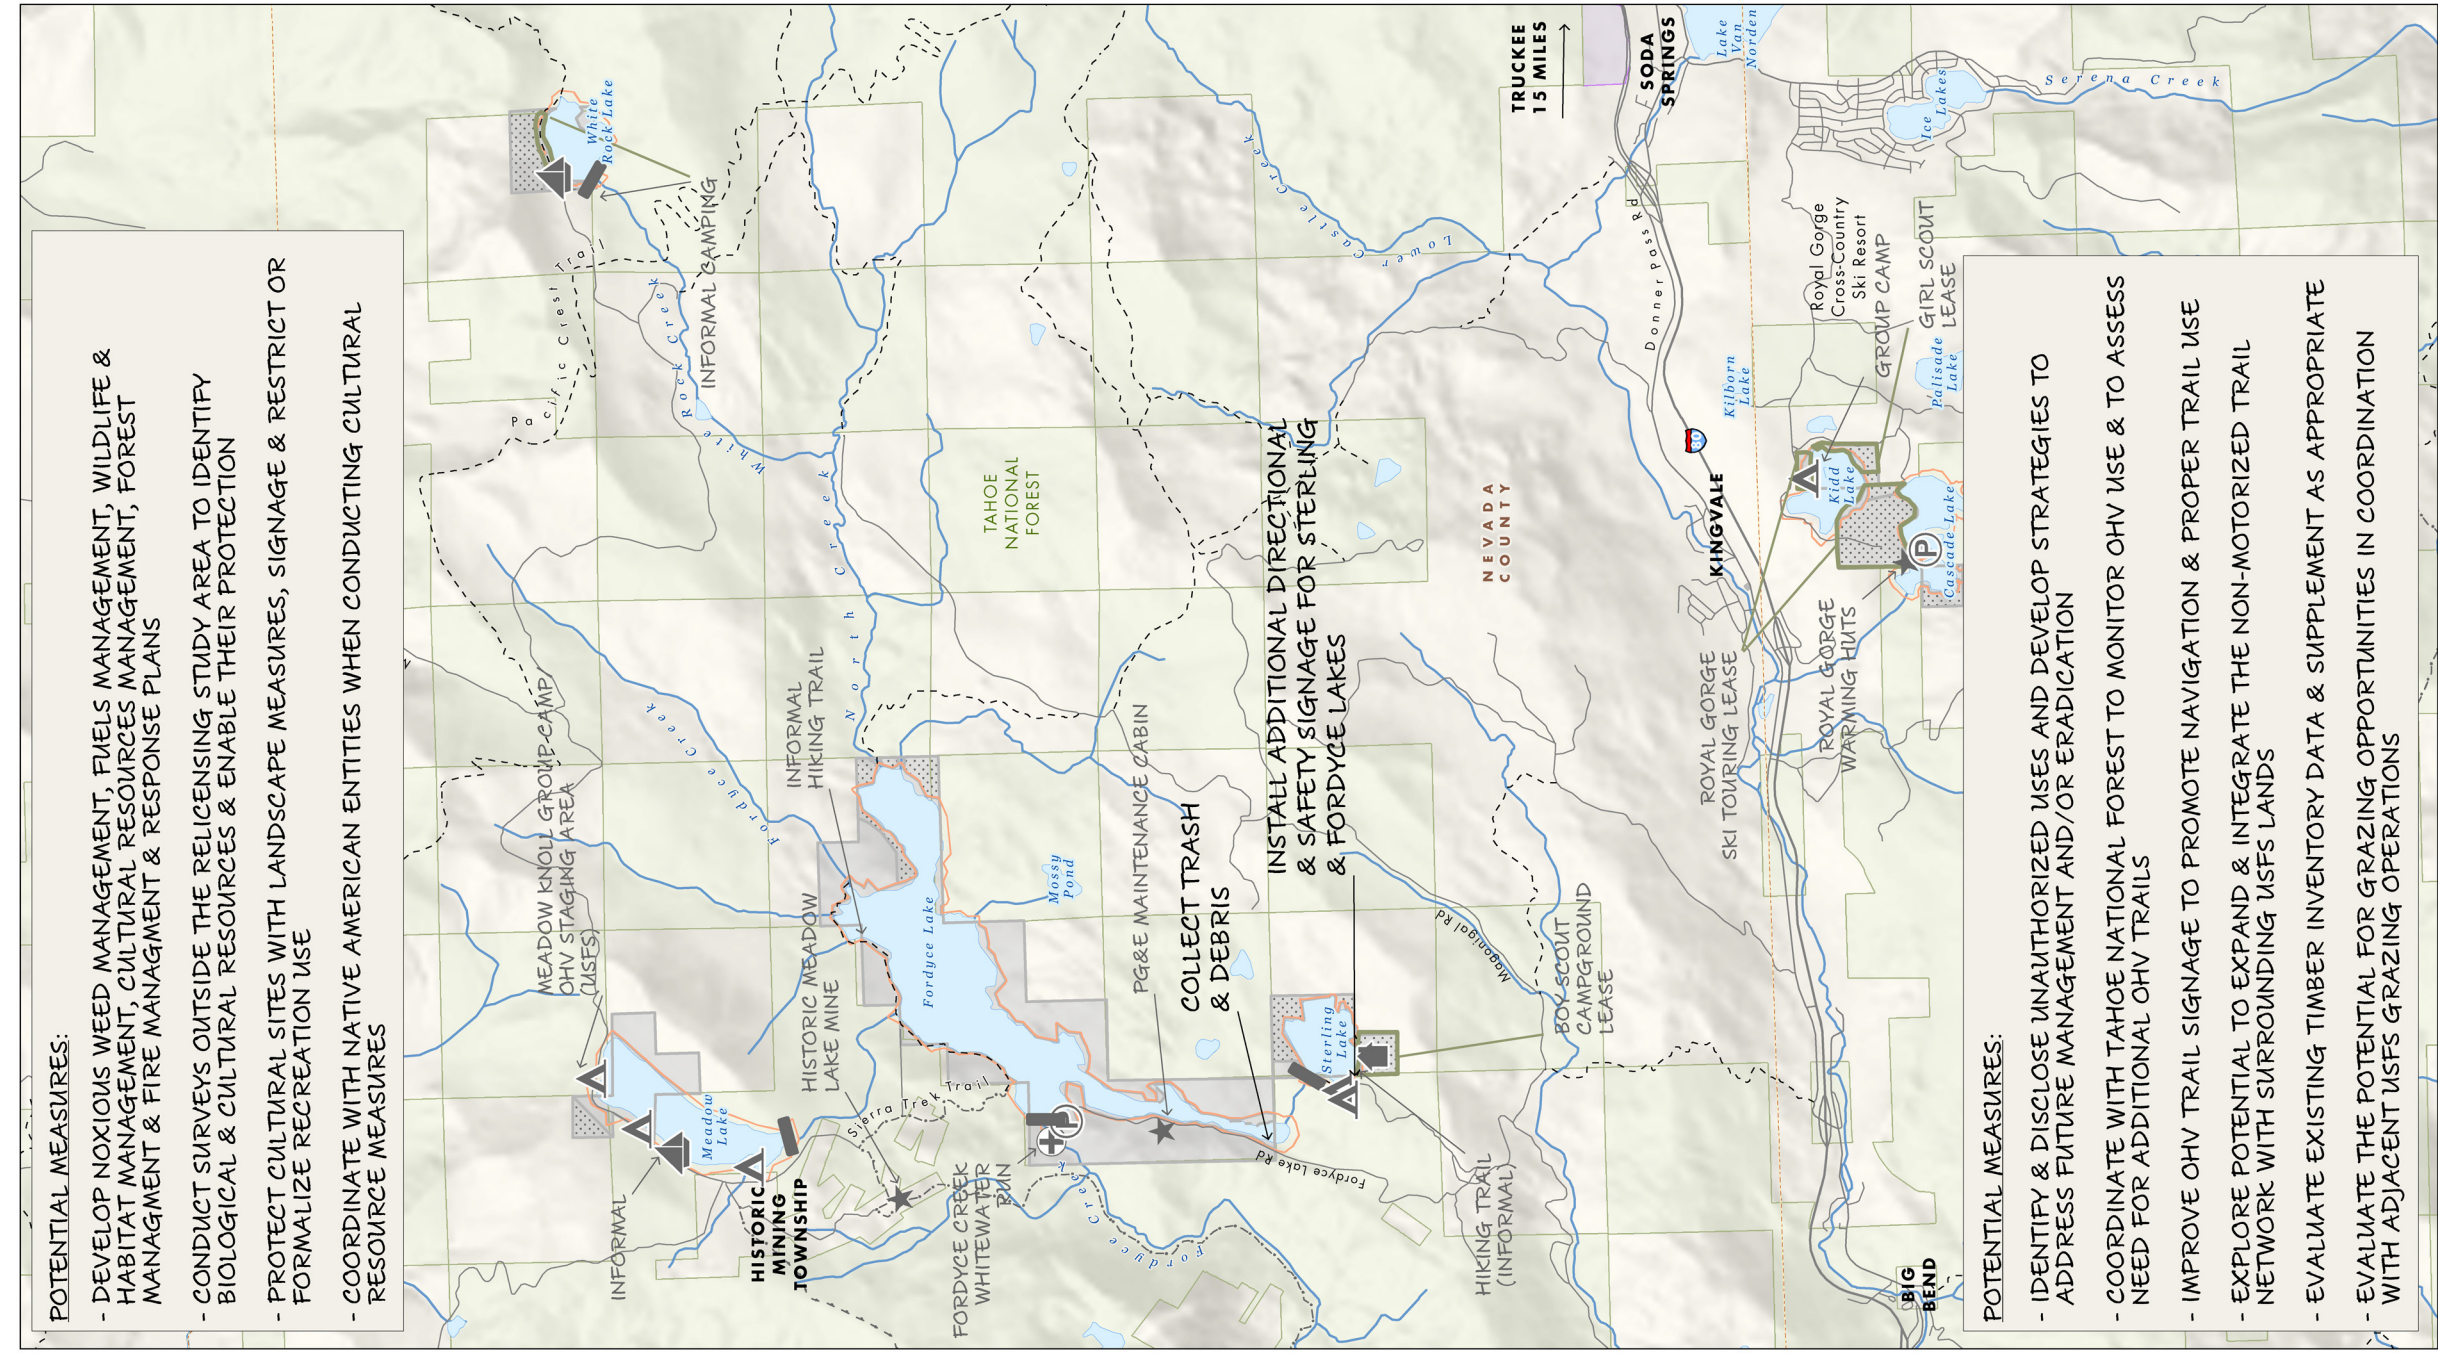 POTENTIAL MEASURES:
- DEVELOP NOXIOUS WEED MANAGEMENT, FUELS MANAGEMENT, WILDLIFE &
HABITAT MANAGEMENT, CULTURAL RESOURCES MANAGEMENT, FOREST
MANAGMENT & FIRE MANAGMENT & RESPONSE PLANS
- CONDUCT SURVEYS OUTSIDE THE RELICENSING STUDY AREA TO IDENTIFY
BIOLOGICAL & CULTURAL RESOURCES & ENABLE THEIR PROTECTION
- PROTECT CULTURAL SITES WITH LANDSCAPE MEASURES, SIGNAGE & RESTRICT OR
FORMALIZE RECREATION USE
- COORDINATE WITH NATIVE AMERICAN ENTITIES WHEN CONDUCTING CULTURAL
RESOURCE MEASURES
White
Rock Lake
Pacific Crest Trail
White Rock Creek
INFORMAL CAMPING
MEADOW KNOLL GROUP CAMP/
OHV STAGING AREA
(USFS)
Fordyce Creek
INFORMAL
HIKING TRAIL
North Creek
INFORMAL
Meadow
Lake
HISTORIC
MINING
TOWNSHIP
HISTORIC MEADOW
LAKE MINE
Sierra Trek Trail
Fordyce Lake
TAHOE
NATIONAL
FOREST
FORDYCE CREEK
WHITEWATER
RUN
P
Mossy
Pond
Fordyce Creek
PG&E MAINTENANCE CABIN
COLLECT TRASH
& DEBRIS
Fordyce Lake Rd
INSTALL ADDITIONAL DIRECTIONAL
& SAFETY SIGNAGE FOR STERLING
& FORDYCE LAKES
Sterling
Lake
Lower Castle Creek
Magonigal Rd
HIKING TRAIL
(INFORMAL)
NEVADA
COUNTY
BOY SCOUT
CAMPGROUND
LEASE
TRUCKEE
15 MILES
SODA
SPRINGS
Lake
Van
Norden
Donner Pass Rd
80
KINGVALE
Kilborn
Lake
ROYAL GORGE
SKI TOURING LEASE
Royal Gorge
Cross-Country
Ski Resort
GROUP CAMP
GIRL SCOUT
LEASE
Ice
Lakes
Serena Creek
Kidd
Lake
ROYAL GORGE
WARMING HUTS
P
Palisade
Lake
Cascade Lake
BIG
BEND
POTENTIAL MEASURES:
- IDENTIFY & DISCLOSE UNAUTHORIZED USES AND DEVELOP STRATEGIES TO
ADDRESS FUTURE MANAGEMENT AND/OR ERADICATION
- COORDINATE WITH TAHOE NATIONAL FOREST TO MONITOR OHV USE & TO ASSESS
NEED FOR ADDITIONAL OHV TRAILS
- IMPROVE OHV TRAIL SIGNAGE TO PROMOTE NAVIGATION & PROPER TRAIL USE
- EXPLORE POTENTIAL TO EXPAND & INTEGRATE THE NON-MOTORIZED TRAIL
NETWORK WITH SURROUNDING USFS LANDS
- EVALUATE EXISTING TIMBER INVENTORY DATA & SUPPLEMENT AS APPROPRIATE
- EVALUATE THE POTENTIAL FOR GRAZING OPPORTUNITIES IN COORDINATION
WITH ADJACENT USFS GRAZING OPERATIONS